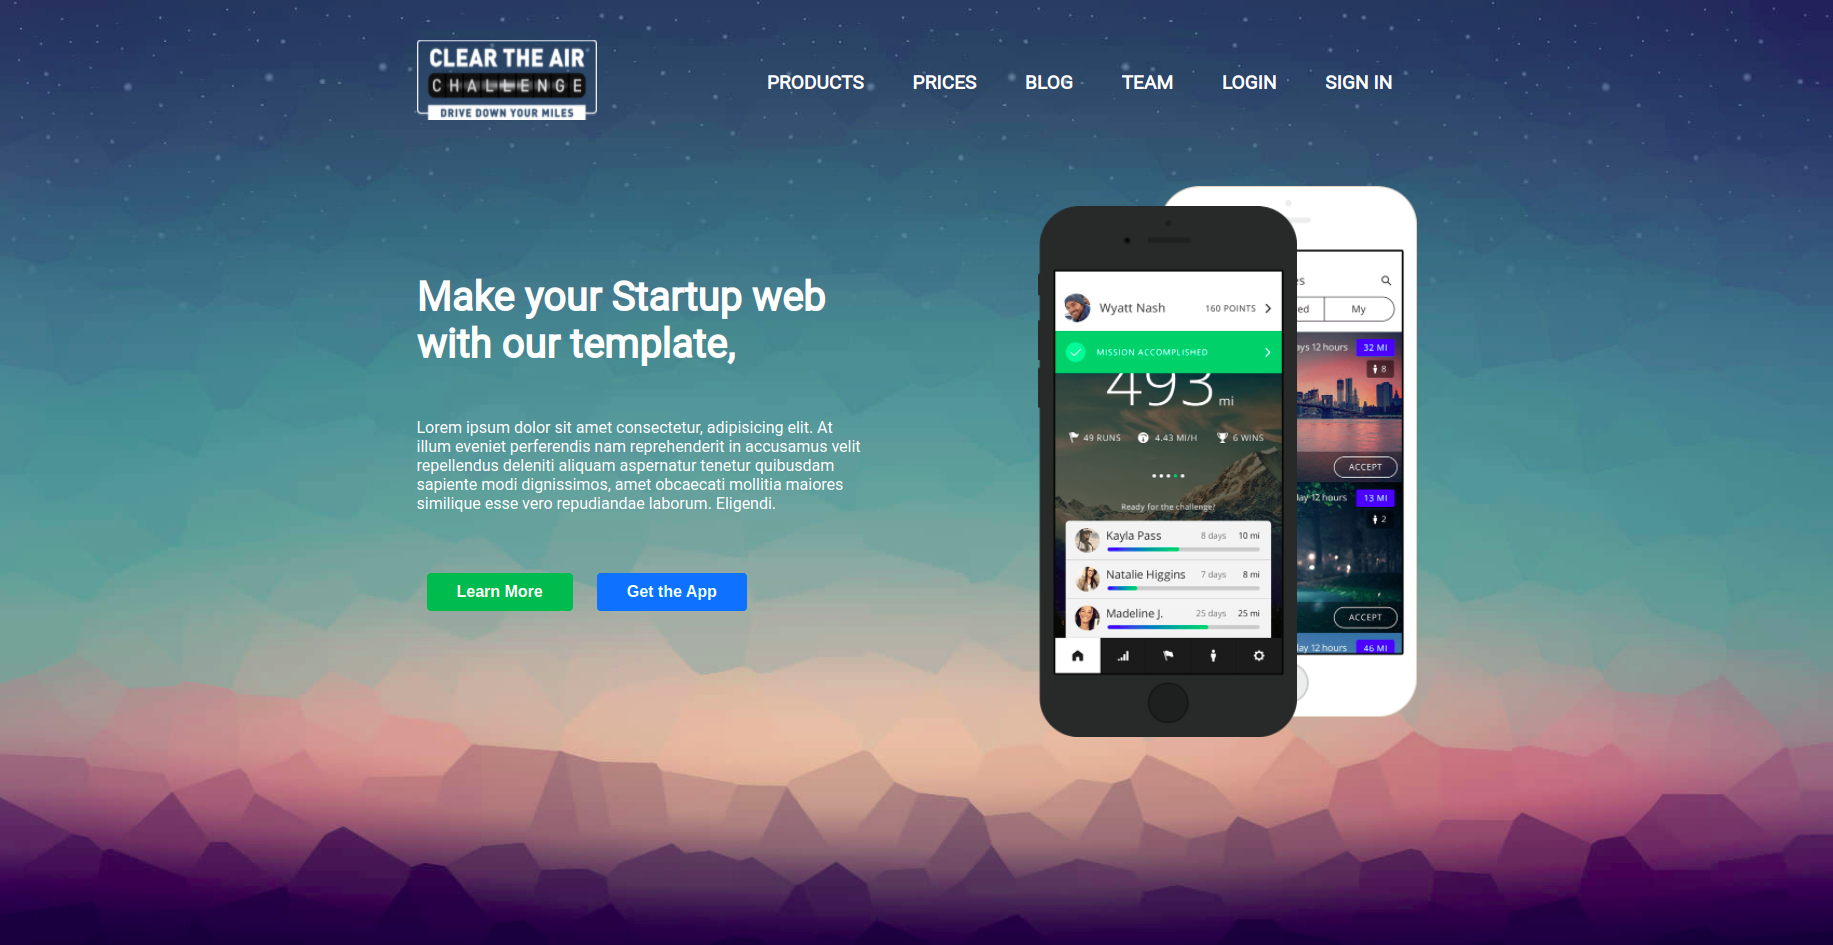 CLEAR THE AIR
CHALLENGE
DRIVE DOWN YOUR MILES
PRODUCTS PRICES BLOG TEAM LOGIN SIGN IN
Make your Startup web
with our template,
Lorem ipsum dolor sit amet consectetur, adipisicing elit. At
illum eveniet perferendis nam reprehenderit in accusamus velit
repellendus deleniti aliquam aspernatur tenetur quibusdam
sapiente modi dignissimos, amet obcaecati mollitia maiores
similique esse vero repudiandae laborum. Eligendi.
Learn More Get the App
Wyatt Nash 160 POINTS
MISSION ACCOMPLISHED
493 mi
49 RUNS 4.43 MI/H 6 WINS
Ready for the challenge?
Kayla Pass 8 days 10 mi
Natalie Higgins 7 days 8 mi
Madeline J. 25 days 25 mi
es
ed My
ays 12 hours 32 MI
8
ACCEPT
day 12 hours 13 MI
2
ACCEPT
day 12 hours 46 MI